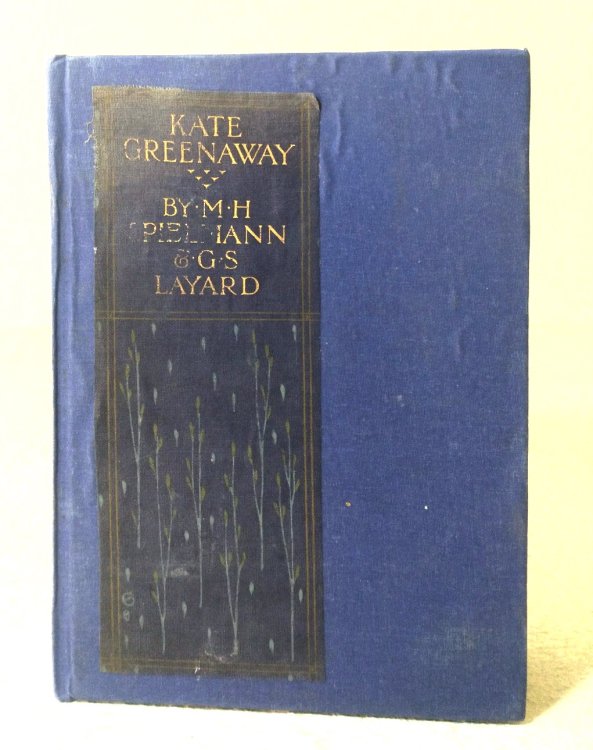 KATE
GREENAWAY
BY·M·H
SPIELMANN
&·G·S
LAYARD